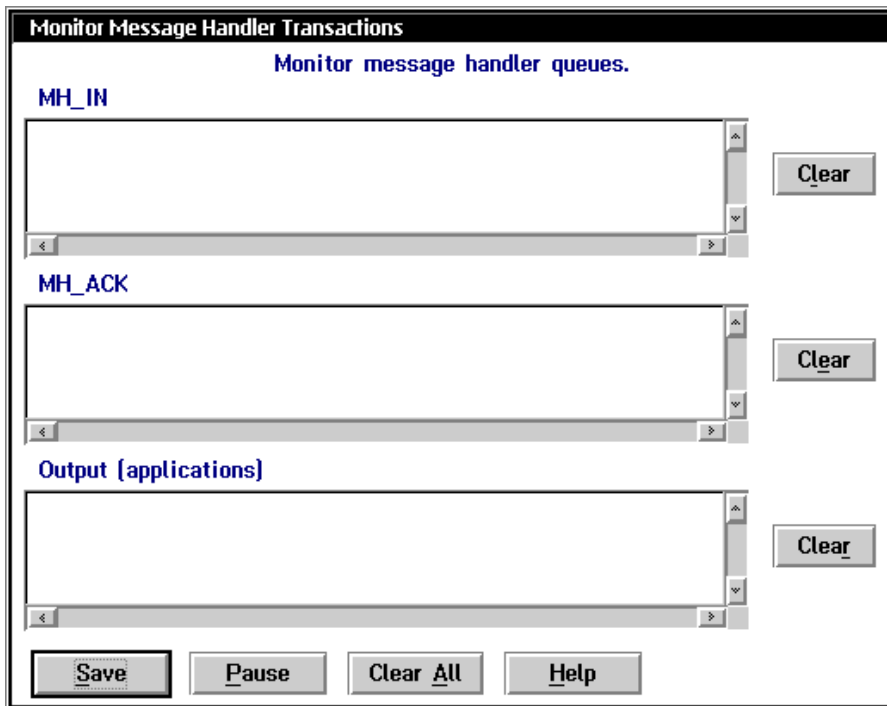 Monitor Message Handler Transactions
Monitor message handler queues.
MH_IN
Clear
MH_ACK
Clear
Output (applications)
Clear
Save Pause Clear All Help